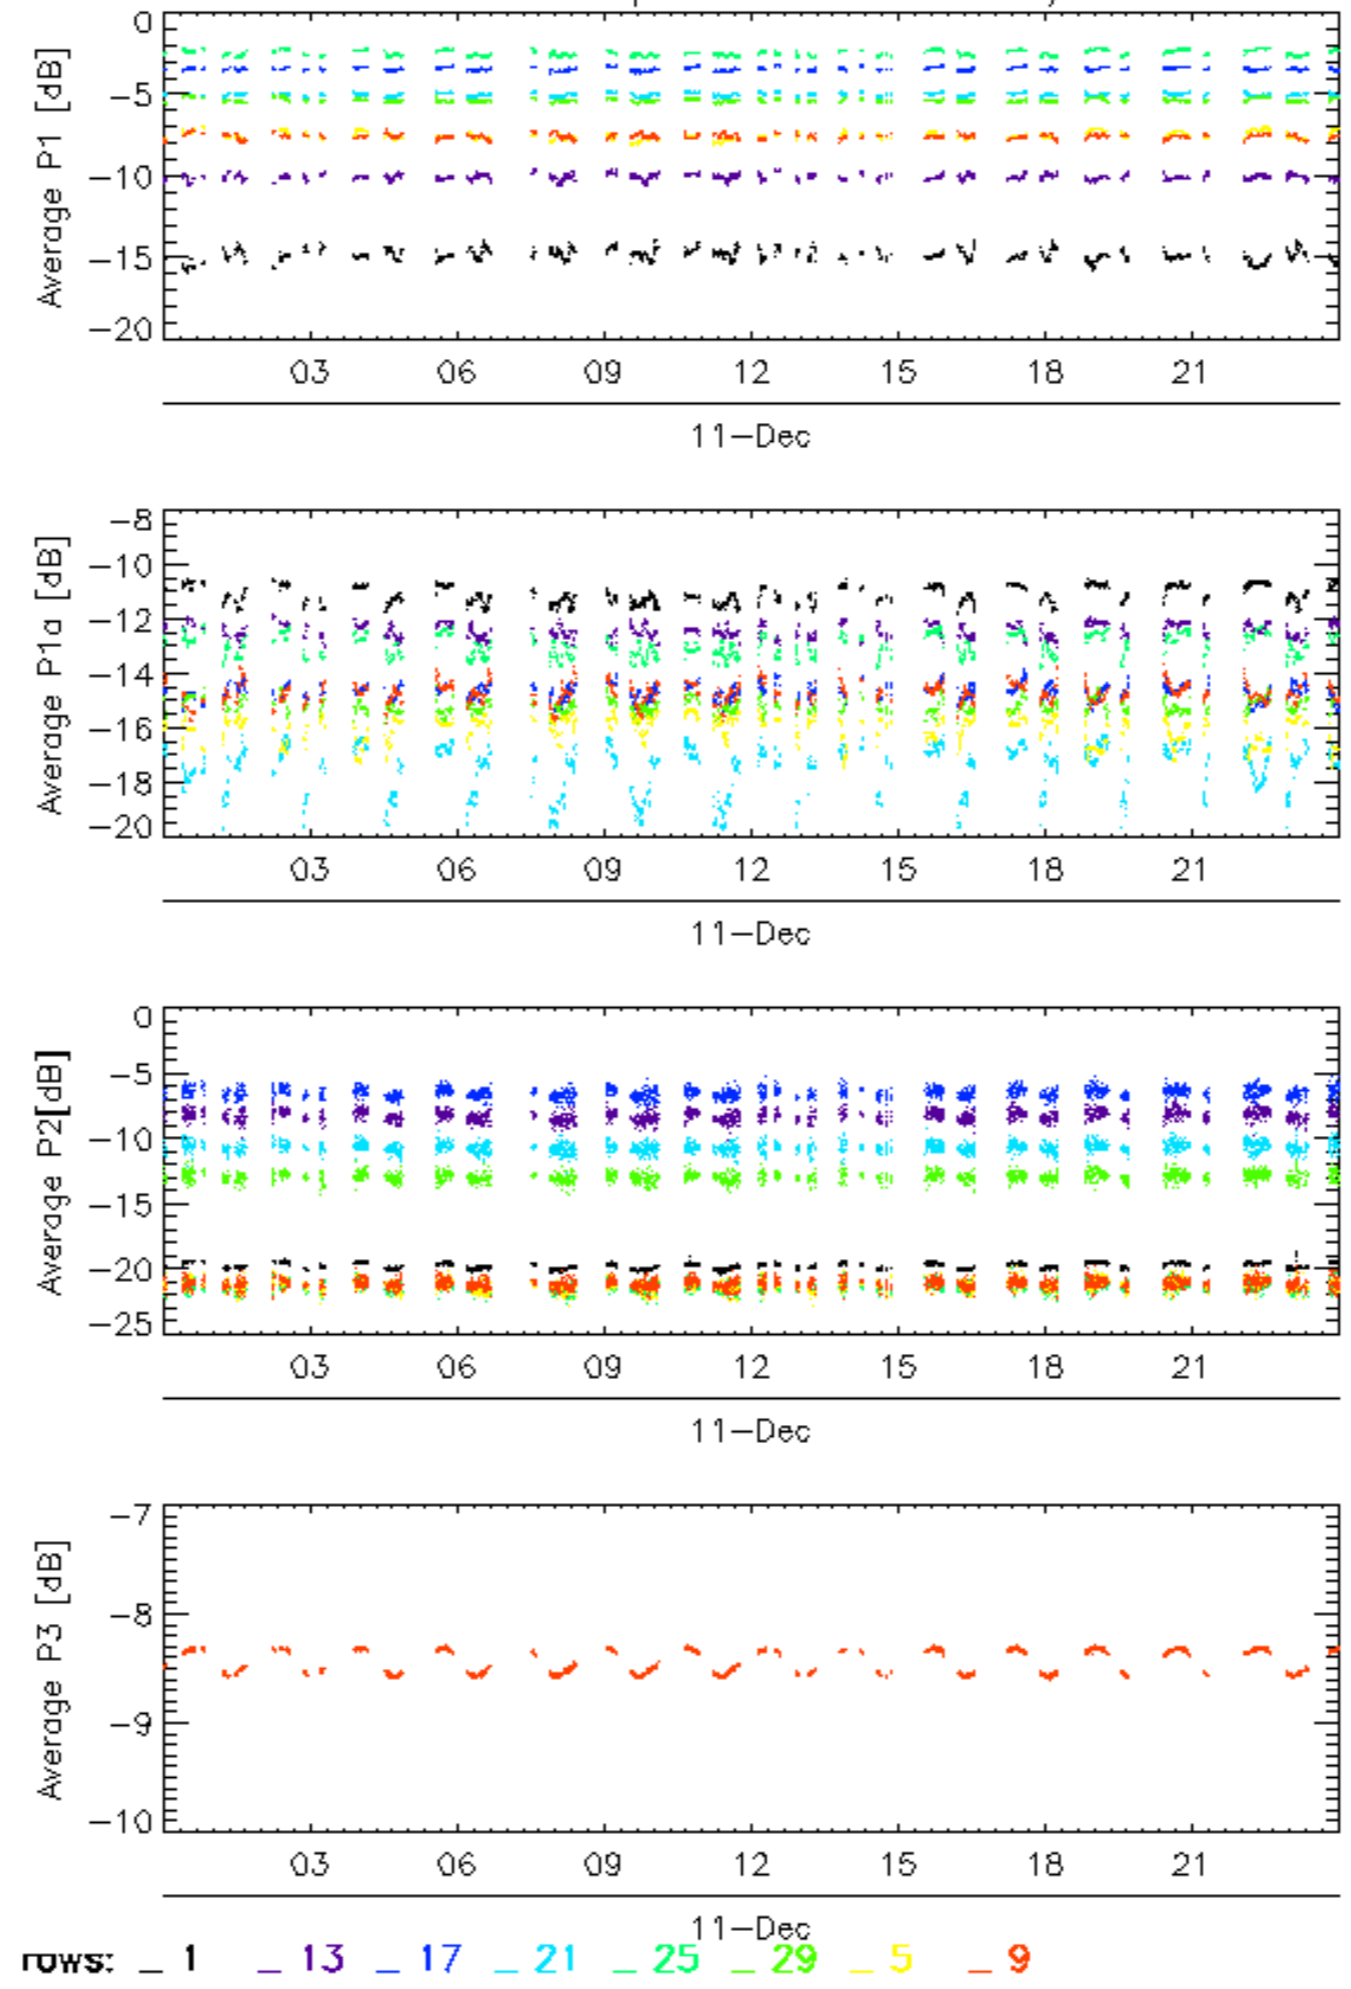 0
−5
−10
−15
−20
Average P1 [dB]
03 06 09 12 15 18 21
11−Dec
−8
−10
−12
−14
−16
−18
−20
Average P1a [dB]
03 06 09 12 15 18 21
11−Dec
0
−5
−10
−15
−20
−25
Average P2[dB]
03 06 09 12 15 18 21
11−Dec
−7
−8
−9
−10
Average P3 [dB]
03 06 09 12 15 18 21
11−Dec
rows: _ 1 _ 13 _ 17 _ 21 _ 25 _ 29 _ 5 _ 9